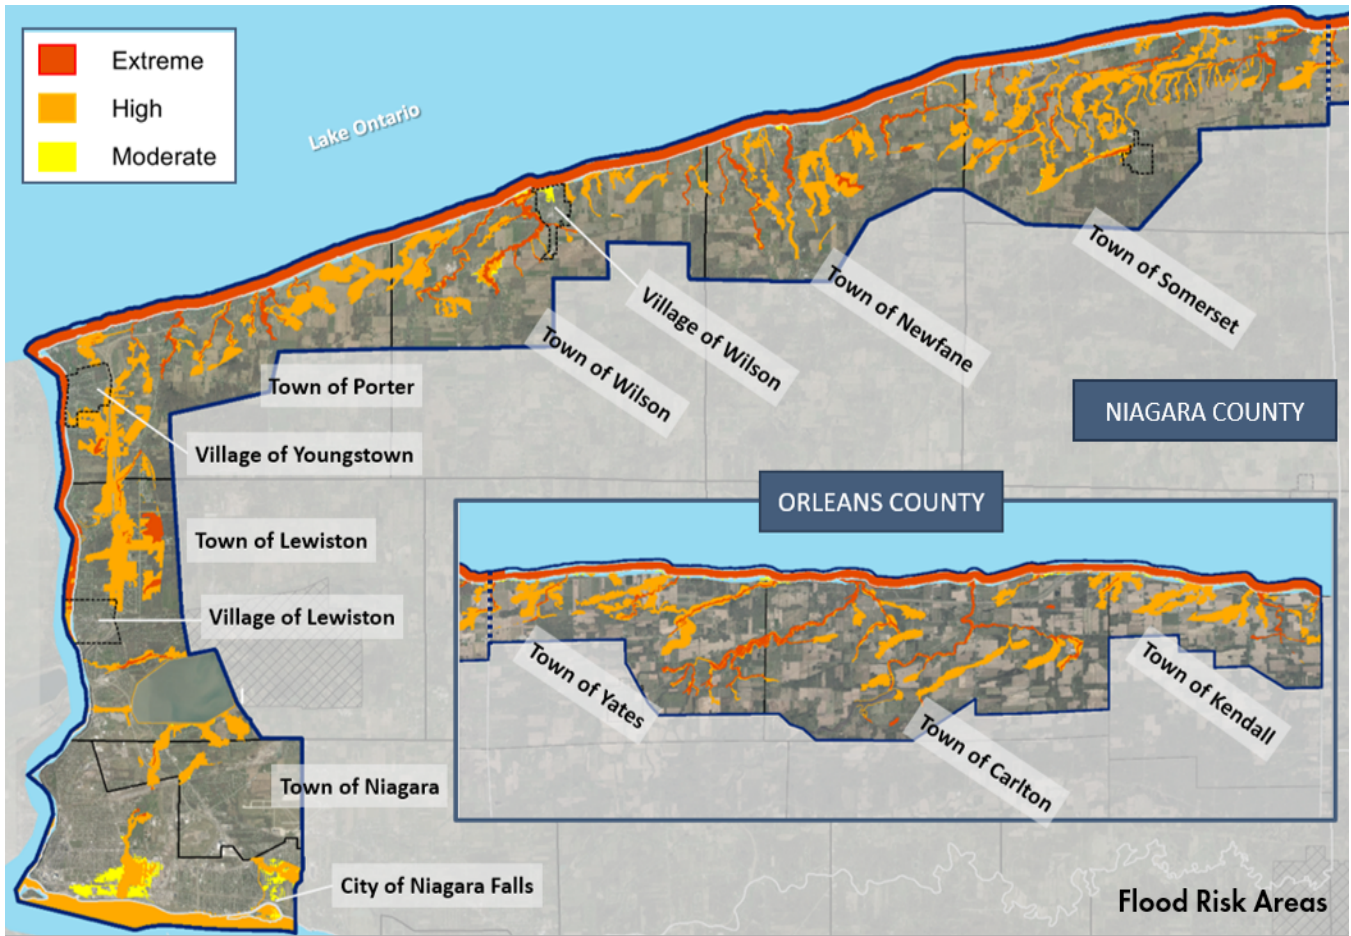 Extreme
High
Moderate
Lake Ontario
Town of Somerset
Town of Newfane
Village of Wilson
Town of Wilson
Town of Porter
NIAGARA COUNTY
Village of Youngstown
ORLEANS COUNTY
Town of Lewiston
Village of Lewiston
Town of Yates
Town of Carlton
Town of Kendall
Town of Niagara
City of Niagara Falls
Flood Risk Areas